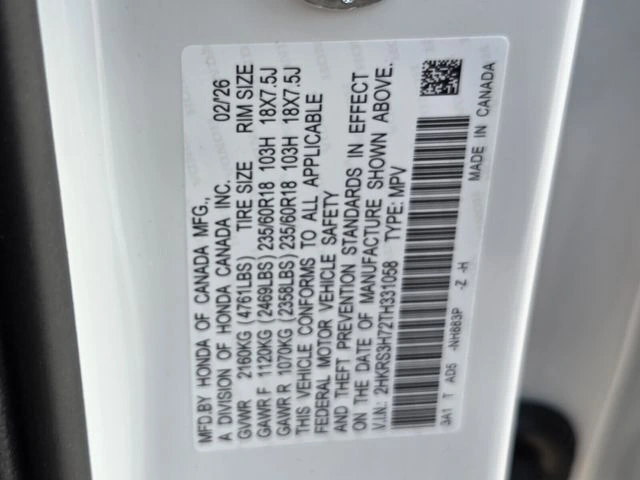 MFD.BY HONDA OF CANADA MFG.,
A DIVISION OF HONDA CANADA INC. 02/'26
GVWR 2160KG (4761LBS) TIRE SIZE RIM SIZE
GAWR F 1120KG (2469LBS) 235/60R18 103H 18X7.5J
GAWR R 1070KG (2358LBS) 235/60R18 103H 18X7.5J
THIS VEHICLE CONFORMS TO ALL APPLICABLE
FEDERAL MOTOR VEHICLE SAFETY
AND THEFT PREVENTION STANDARDS IN EFFECT
ON THE DATE OF MANUFACTURE SHOWN ABOVE.
V.I.N.: 2HKRS3H72TH331058 TYPE: MPV
3A1 T AD5 -NH883P -Z -H
MADE IN CANADA